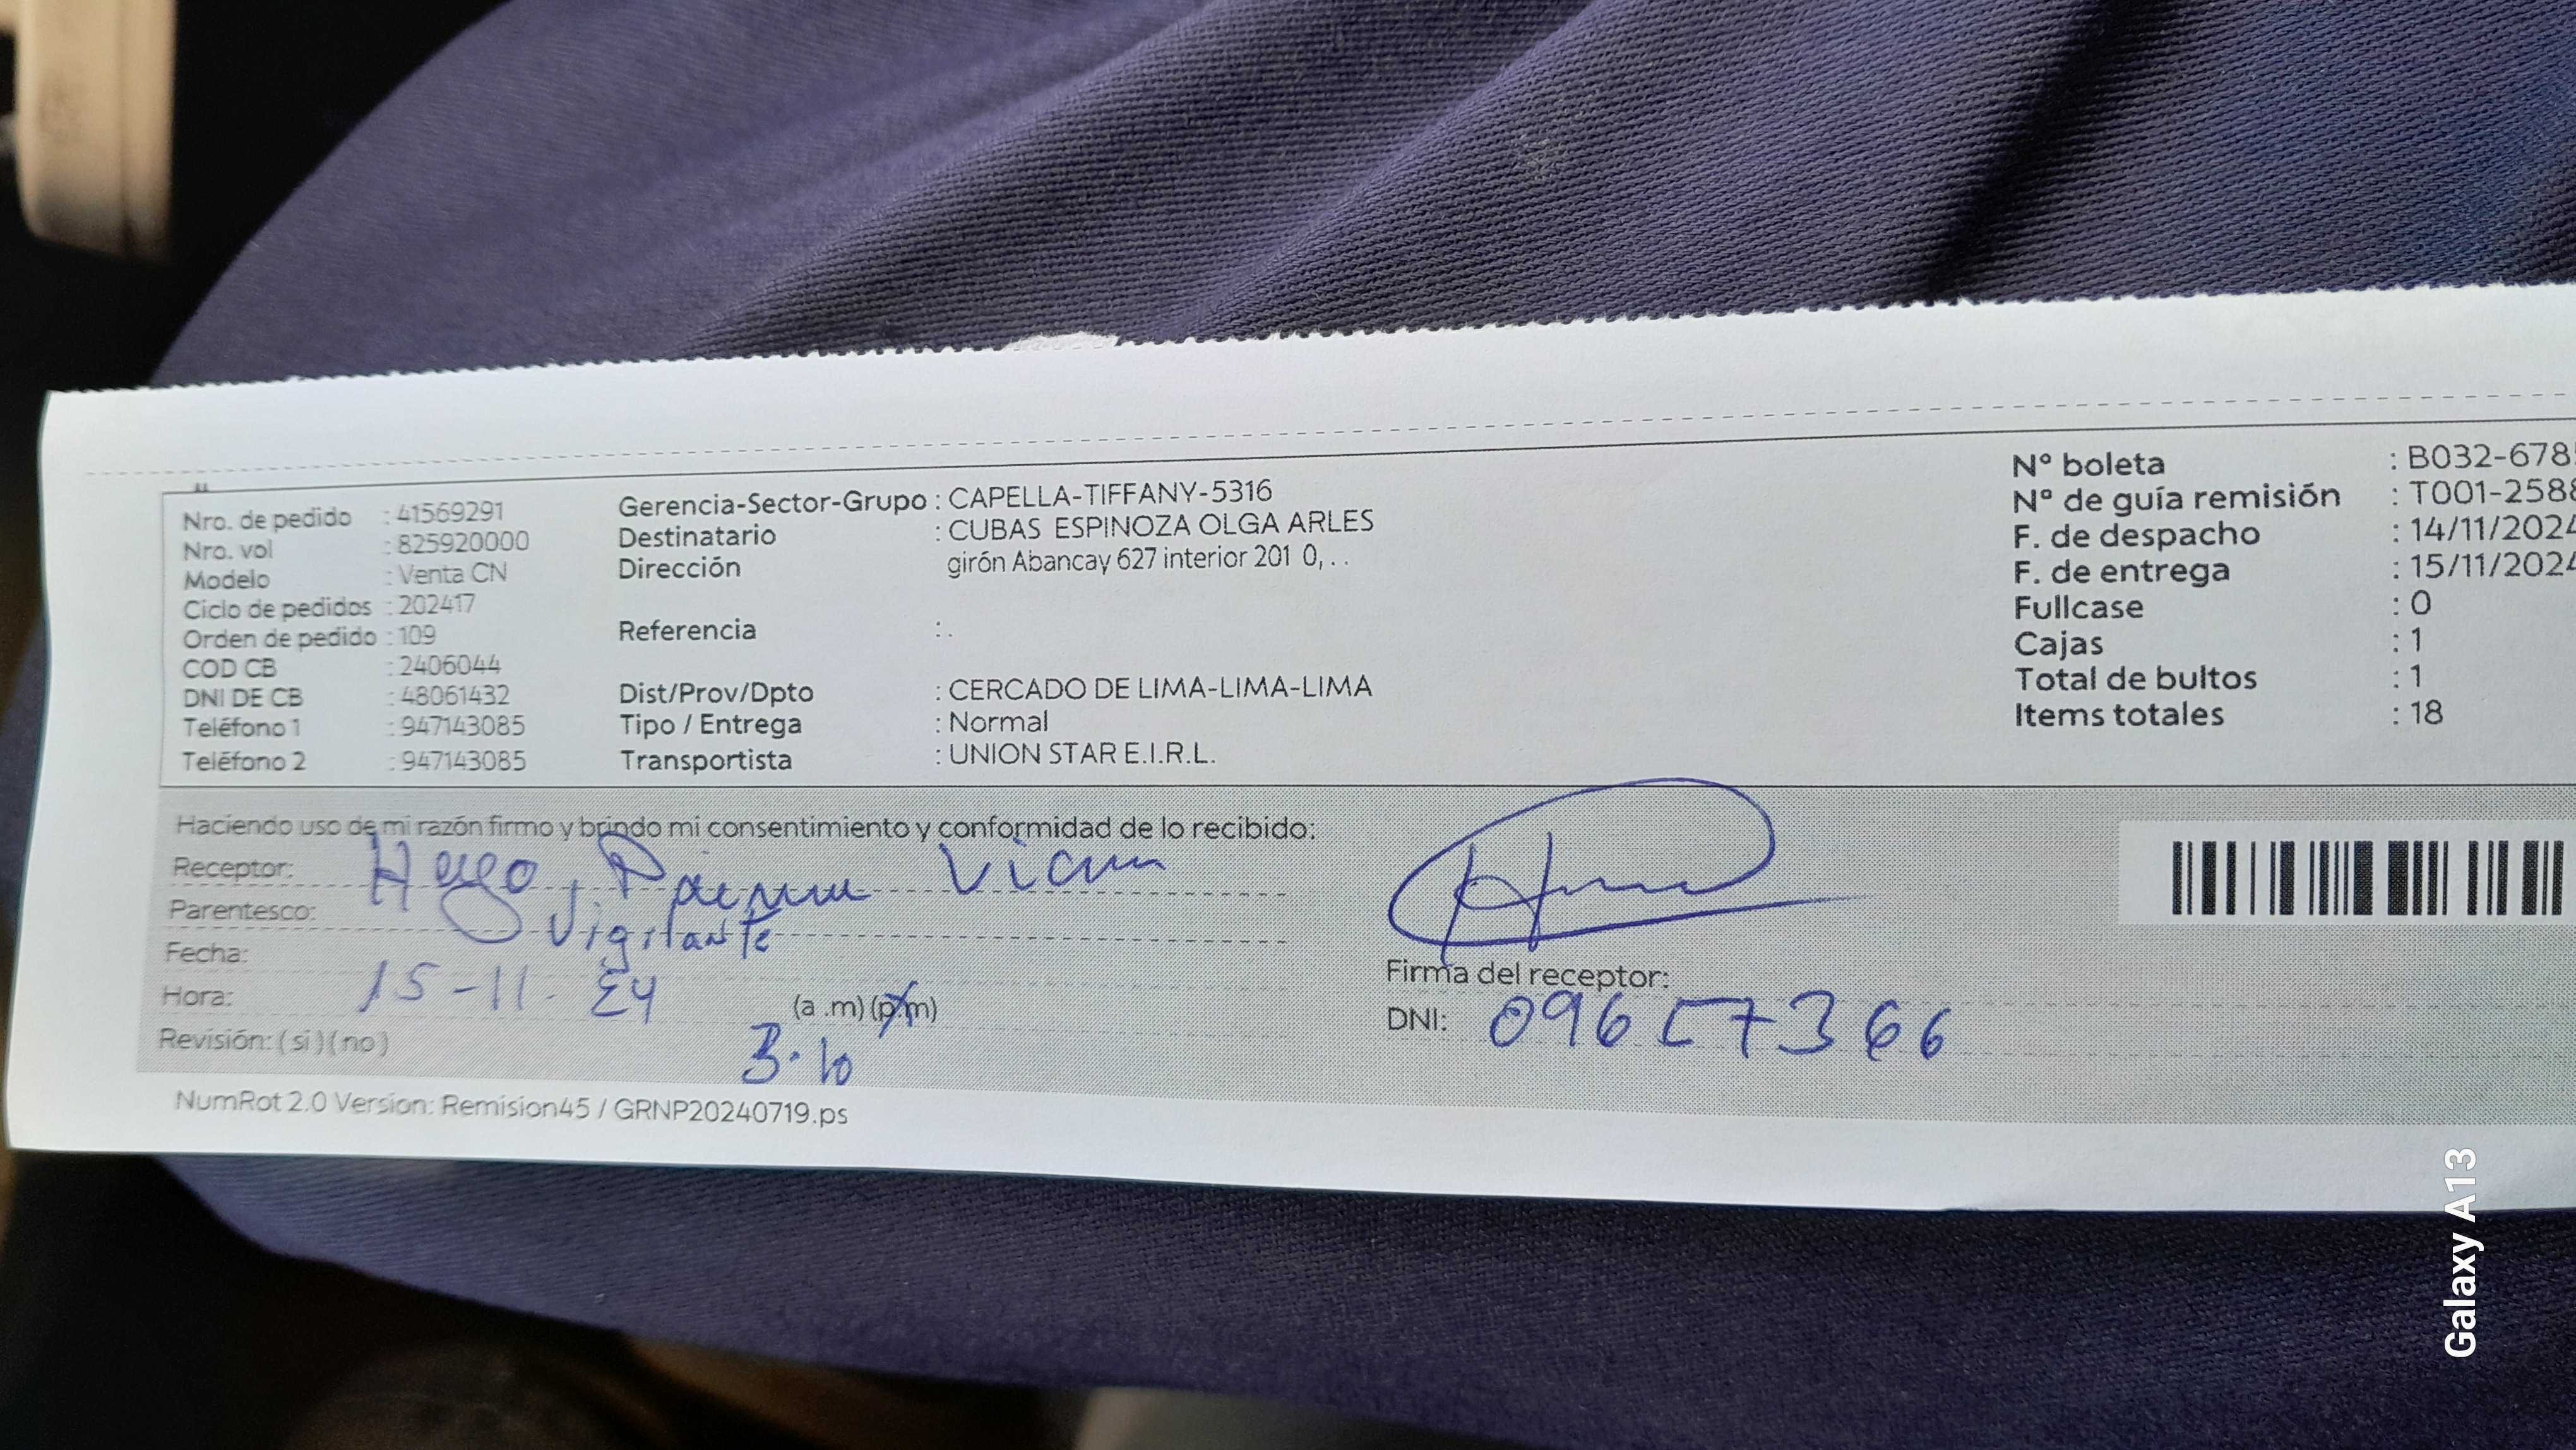 Nro. de pedido : 41569291
Nro. vol : 825920000
Modelo : Venta CN
Ciclo de pedidos : 202417
Orden de pedido : 109
COD CB : 2406044
DNI DE CB : 48061432
Teléfono 1 : 947143085
Teléfono 2 : 947143085
Gerencia-Sector-Grupo : CAPELLA-TIFFANY-5316
Destinatario : CUBAS ESPINOZA OLGA ARLES
Dirección girón Abancay 627 interior 201 0, . .
Referencia : .
Dist/Prov/Dpto : CERCADO DE LIMA-LIMA-LIMA
Tipo / Entrega : Normal
Transportista : UNION STAR E.I.R.L.
Nº boleta : B032-678
Nº de guía remisión : T001-258
F. de despacho : 14/11/2024
F. de entrega : 15/11/2024
Fullcase : 0
Cajas : 1
Total de bultos : 1
Items totales : 18
Haciendo uso de mi razón firmo y brindo mi consentimiento y conformidad de lo recibido:
Receptor: Hugo
Parentesco: Vigilante
Fecha: 15-11-24
Hora: (a .m) (p.m) 3.10
Revisión: ( si ) ( no )
Firma del receptor:
DNI: 09657366
NumRot 2.0 Version: Remision45 / GRNP20240719.ps
Galaxy A13